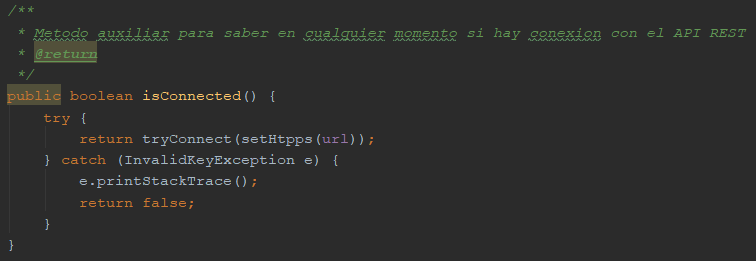 /**
 * Metodo auxiliar para saber en cualquier momento si hay conexion con el API REST
 * @return
 */
public boolean isConnected() {
    try {
        return tryConnect(setHtpps(url));
    } catch (InvalidKeyException e) {
        e.printStackTrace();
        return false;
    }
}